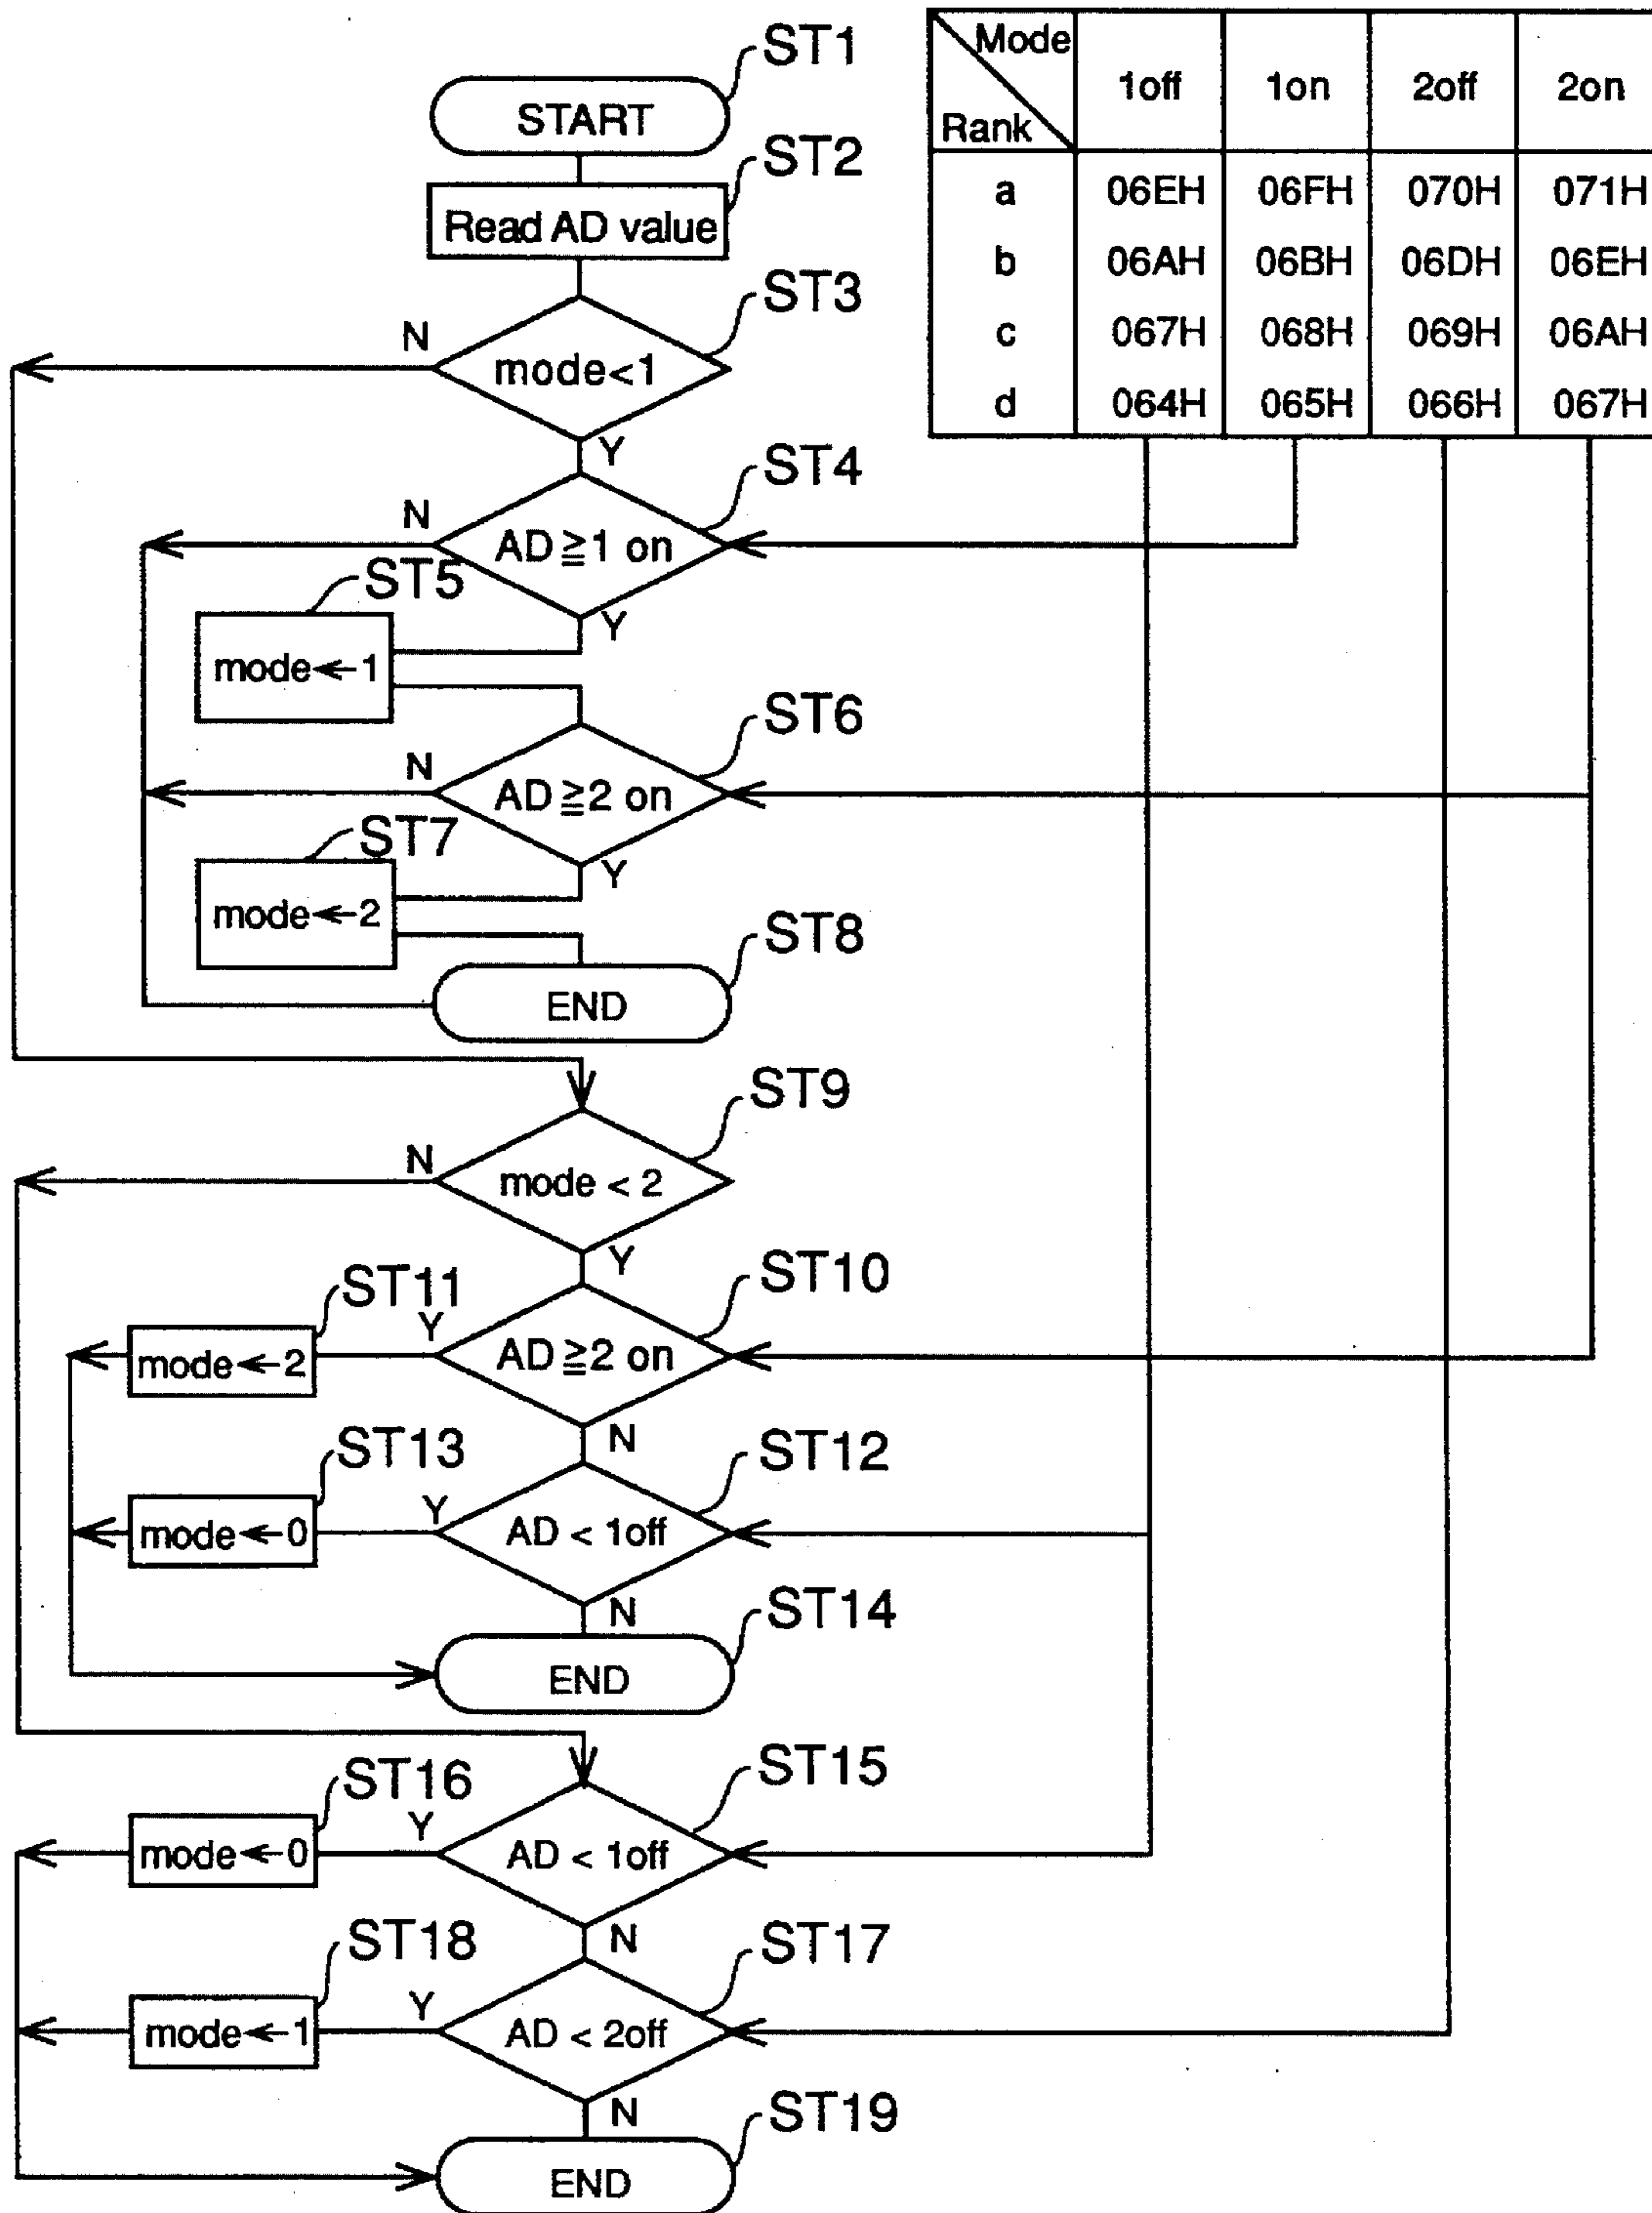 ST1
START
ST2
Read AD value
ST3
N
mode<1
Y
ST4
N
AD≧1 on
ST5
Y
mode←1
ST6
N
AD≧2 on
ST7
Y
mode←2
ST8
END
ST9
N
mode < 2
Y
ST10
ST11
Y
AD≧2 on
mode←2
N
ST12
ST13
Y
AD < 1off
mode←0
N
ST14
END
ST15
ST16
Y
AD < 1off
mode←0
N
ST17
ST18
Y
AD < 2off
mode←1
N
ST19
END
Mode
Rank
1off 1on 2off 2on
a 06EH 06FH 070H 071H
b 06AH 06BH 06DH 06EH
c 067H 068H 069H 06AH
d 064H 065H 066H 067H